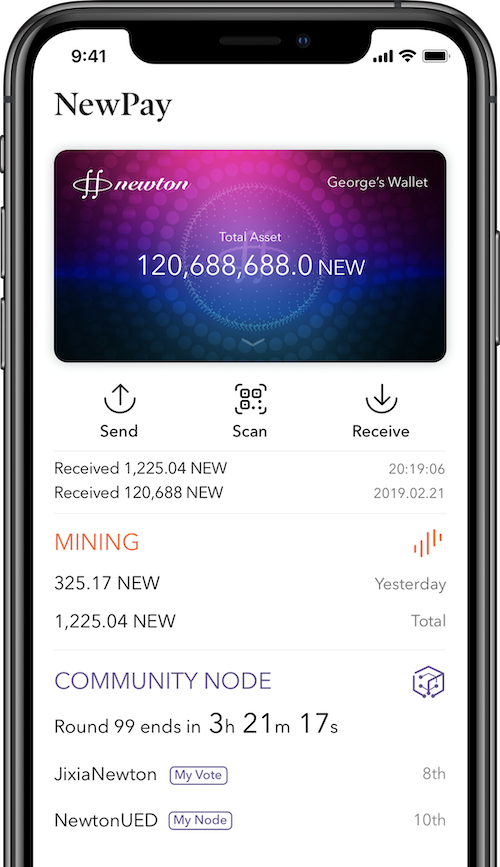 9:41
NewPay
newton
George's Wallet
Total Asset
120,688,688.0 NEW
Send
Scan
Receive
Received 1,225.04 NEW 20:19:06
Received 120,688 NEW 2019.02.21
MINING
325.17 NEW Yesterday
1,225.04 NEW Total
COMMUNITY NODE
Round 99 ends in 3h 21m 17s
JixiaNewton My Vote 8th
NewtonUED My Node 10th